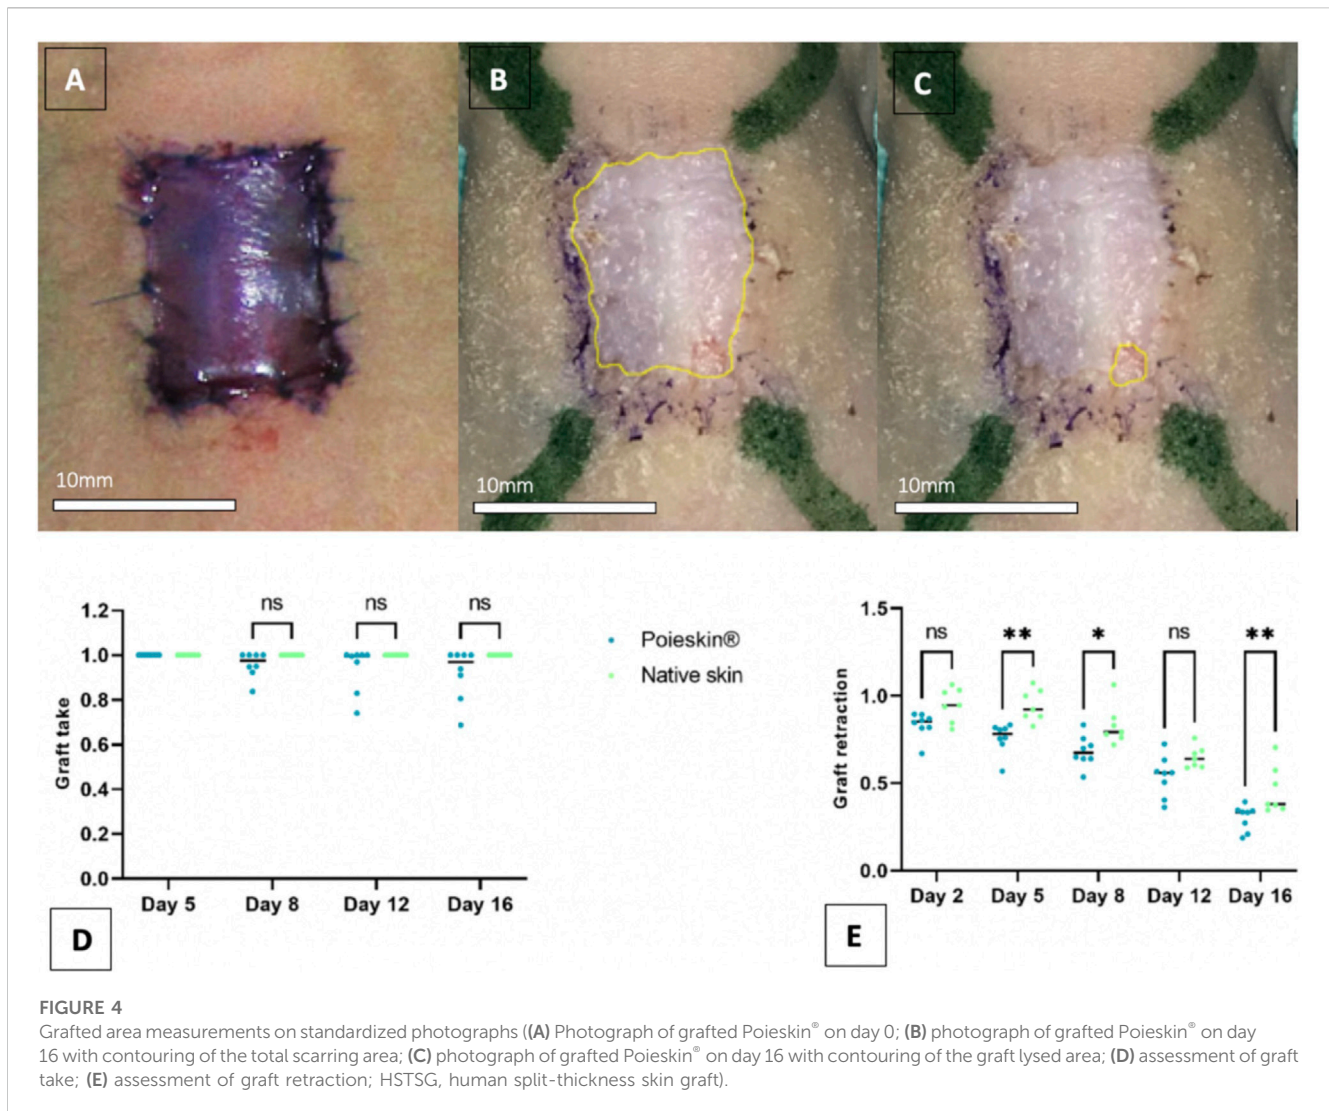 A
B
C
10mm
10mm
10mm
ns
ns
ns
1.2
1.0
0.8
0.6
0.4
0.2
0.0
Graft take
Day 5
Day 8
Day 12
Day 16
D
Poieskin®
Native skin
ns
**
*
ns
**
1.5
1.0
0.5
0.0
Graft retraction
Day 2
Day 5
Day 8
Day 12
Day 16
E
FIGURE 4
Grafted area measurements on standardized photographs ((A) Photograph of grafted Poieskin® on day 0; (B) photograph of grafted Poieskin® on day
16 with contouring of the total scarring area; (C) photograph of grafted Poieskin® on day 16 with contouring of the graft lysed area; (D) assessment of graft
take; (E) assessment of graft retraction; HSTSG, human split-thickness skin graft).